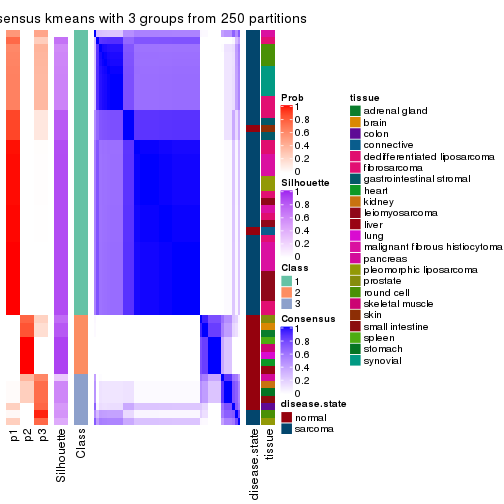 sensus kmeans with 3 groups from 250 partitions
Prob
1
0.8
0.6
0.4
0.2
0
Silhouette
1
0.8
0.6
0.4
0.2
0
Class
1
2
3
Consensus
1
0.8
0.6
0.4
0.2
0
disease.state
normal
sarcoma
tissue
adrenal gland
brain
colon
connective
dedifferentiated liposarcoma
fibrosarcoma
gastrointestinal stromal
heart
kidney
leiomyosarcoma
liver
lung
malignant fibrous histiocytoma
pancreas
pleomorphic liposarcoma
prostate
round cell
skeletal muscle
skin
small intestine
spleen
stomach
synovial
p1
p2
p3
Silhouette
Class
disease.state
tissue